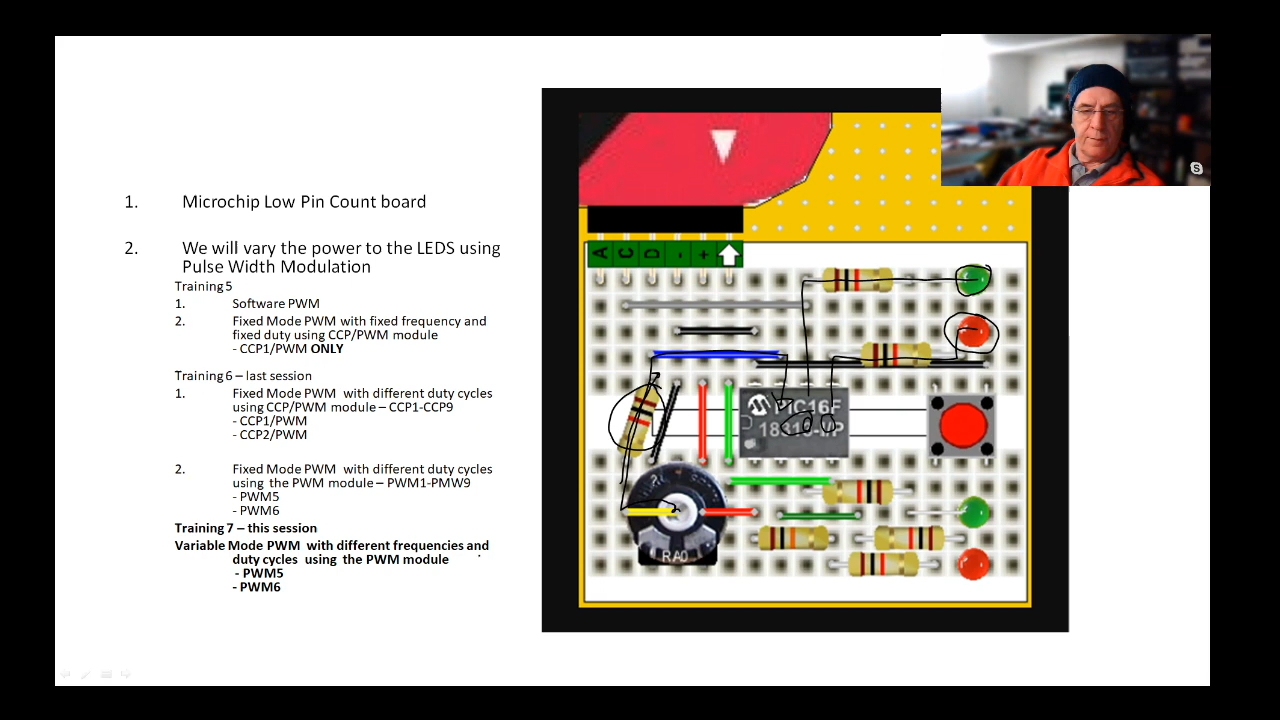 1. Microchip Low Pin Count board
2. We will vary the power to the LEDS using
Pulse Width Modulation
Training 5
1. Software PWM
2. Fixed Mode PWM with fixed frequency and
fixed duty using CCP/PWM module
- CCP1/PWM ONLY
Training 6 – last session
1. Fixed Mode PWM with different duty cycles
using CCP/PWM module – CCP1-CCP9
- CCP1/PWM
- CCP2/PWM
2. Fixed Mode PWM with different duty cycles
using the PWM module – PWM1-PMW9
- PWM5
- PWM6
Training 7 – this session
Variable Mode PWM with different frequencies and
duty cycles using the PWM module
- PWM5
- PWM6
A C D - +
PIC16F
RA0
S